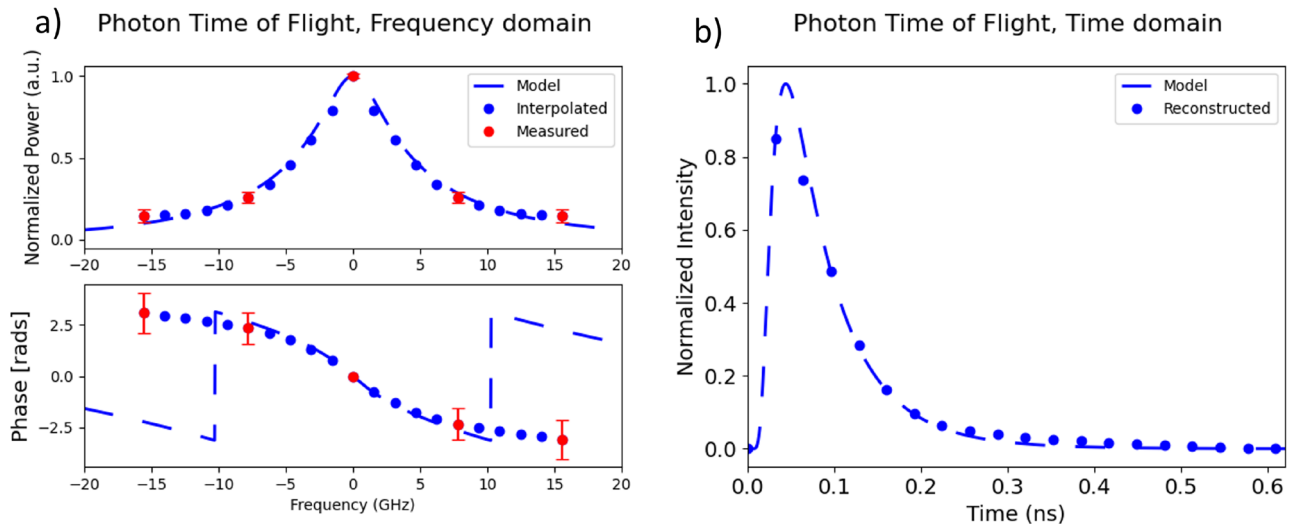 a)
Photon Time of Flight, Frequency domain
Normalized Power (a.u.)
1.0
0.5
0.0
Model
Interpolated
Measured
−20 −15 −10 −5 0 5 10 15 20
Phase [rads]
2.5
0.0
−2.5
−20 −15 −10 −5 0 5 10 15 20
Frequency (GHz)
b)
Photon Time of Flight, Time domain
Normalized Intensity
1.0
0.8
0.6
0.4
0.2
0.0
Model
Reconstructed
0.0 0.1 0.2 0.3 0.4 0.5 0.6
Time (ns)